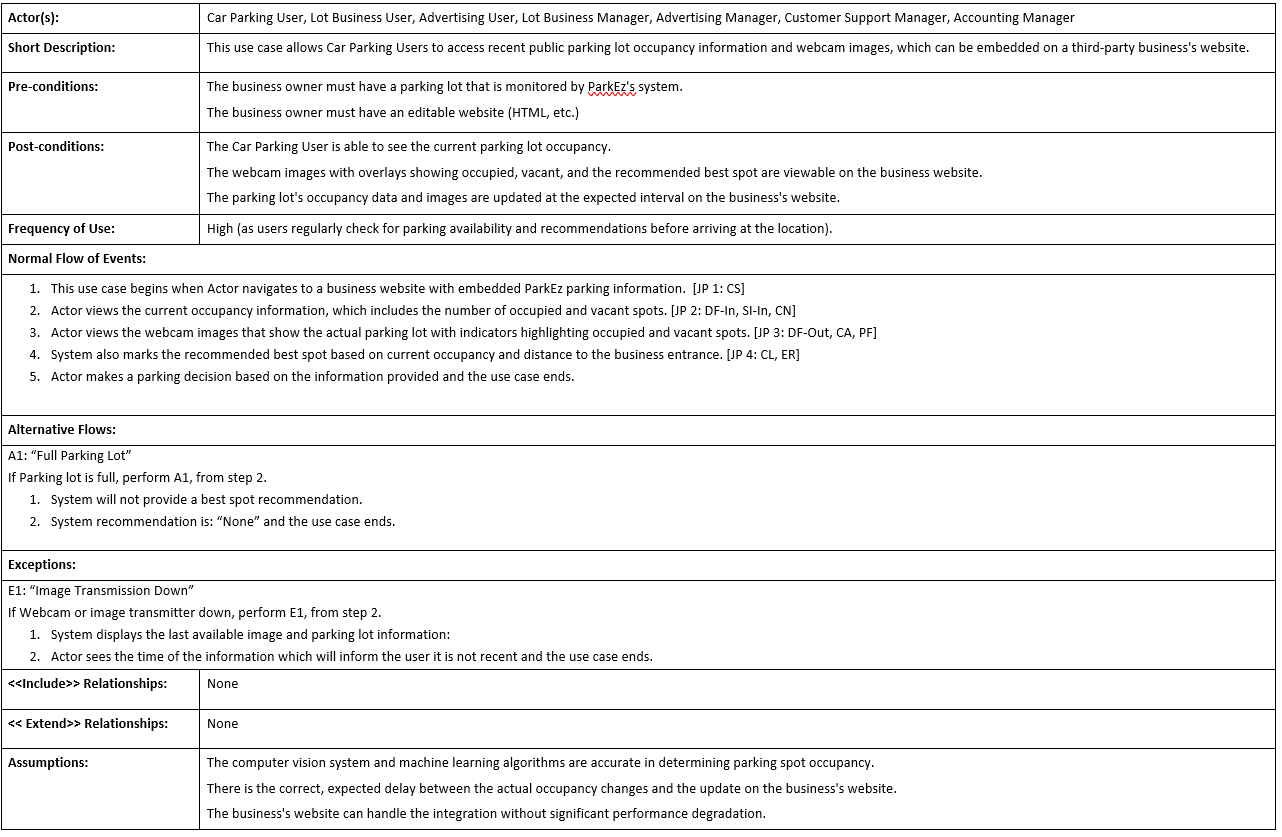 Actor(s): Car Parking User, Lot Business User, Advertising User, Lot Business Manager, Advertising Manager, Customer Support Manager, Accounting Manager
Short Description: This use case allows Car Parking Users to access recent public parking lot occupancy information and webcam images, which can be embedded on a third-party business's website.
Pre-conditions: The business owner must have a parking lot that is monitored by ParkEz's system.
The business owner must have an editable website (HTML, etc.)
Post-conditions: The Car Parking User is able to see the current parking lot occupancy.
The webcam images with overlays showing occupied, vacant, and the recommended best spot are viewable on the business website.
The parking lot's occupancy data and images are updated at the expected interval on the business's website.
Frequency of Use: High (as users regularly check for parking availability and recommendations before arriving at the location).
Normal Flow of Events:
1. This use case begins when Actor navigates to a business website with embedded ParkEz parking information. [JP 1: CS]
2. Actor views the current occupancy information, which includes the number of occupied and vacant spots. [JP 2: DF-In, SI-In, CN]
3. Actor views the webcam images that show the actual parking lot with indicators highlighting occupied and vacant spots. [JP 3: DF-Out, CA, PF]
4. System also marks the recommended best spot based on current occupancy and distance to the business entrance. [JP 4: CL, ER]
5. Actor makes a parking decision based on the information provided and the use case ends.
Alternative Flows:
A1: “Full Parking Lot”
If Parking lot is full, perform A1, from step 2.
1. System will not provide a best spot recommendation.
2. System recommendation is: “None” and the use case ends.
Exceptions:
E1: “Image Transmission Down”
If Webcam or image transmitter down, perform E1, from step 2.
1. System displays the last available image and parking lot information:
2. Actor sees the time of the information which will inform the user it is not recent and the use case ends.
<<Include>> Relationships: None
<< Extend>> Relationships: None
Assumptions: The computer vision system and machine learning algorithms are accurate in determining parking spot occupancy.
There is the correct, expected delay between the actual occupancy changes and the update on the business's website.
The business's website can handle the integration without significant performance degradation.